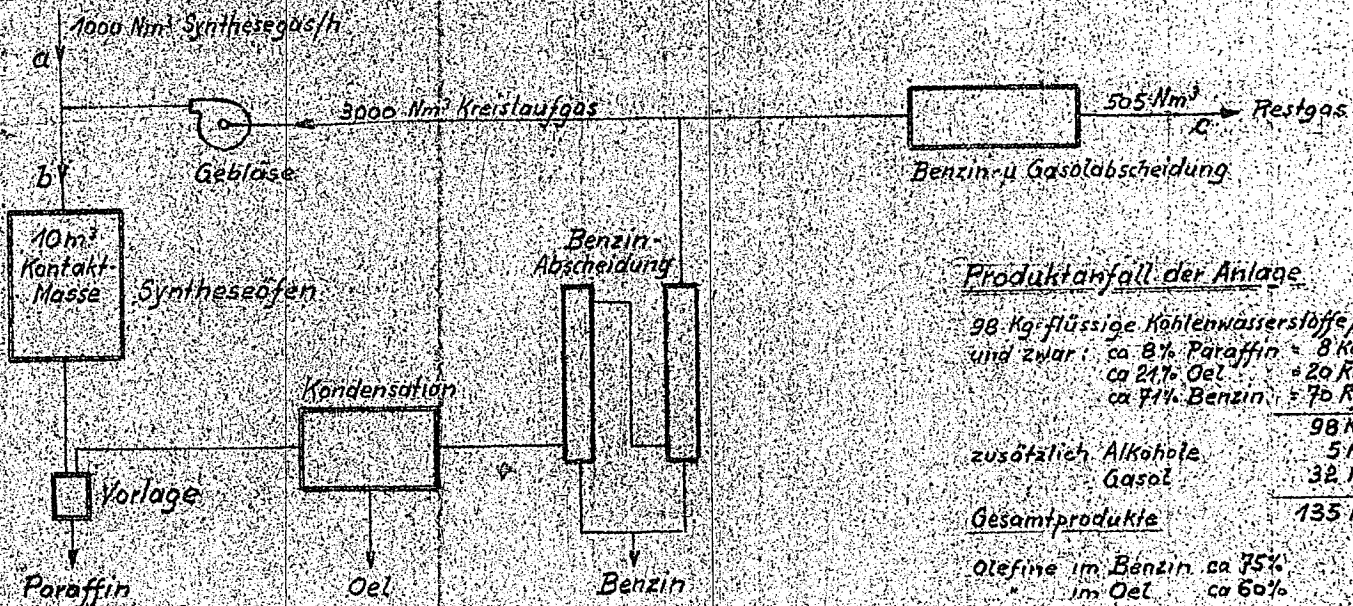 1000 Nm³ Synthesegas/h
a
3000 Nm³ Kreislaufgas
505 Nm³
c
Restgas
Gebläse
Benzin- u Gasolabscheidung
b
10 m³
Kontakt-
Masse
Syntheseöfen
Benzin-
Abscheidung
Kondensation
Vorlage
Paraffin
Oel
Benzin
Produktanfall der Anlage
98 Kg flüssige Kohlenwasserstoffe
und zwar: ca 8% Paraffin = 8
ca 21% Oel = 20
ca 71% Benzin = 70
98
zusätzlich Alkohole 5
Gasol 32
Gesamtprodukte 135
Olefine im Benzin ca 75%
" im Oel ca 60%